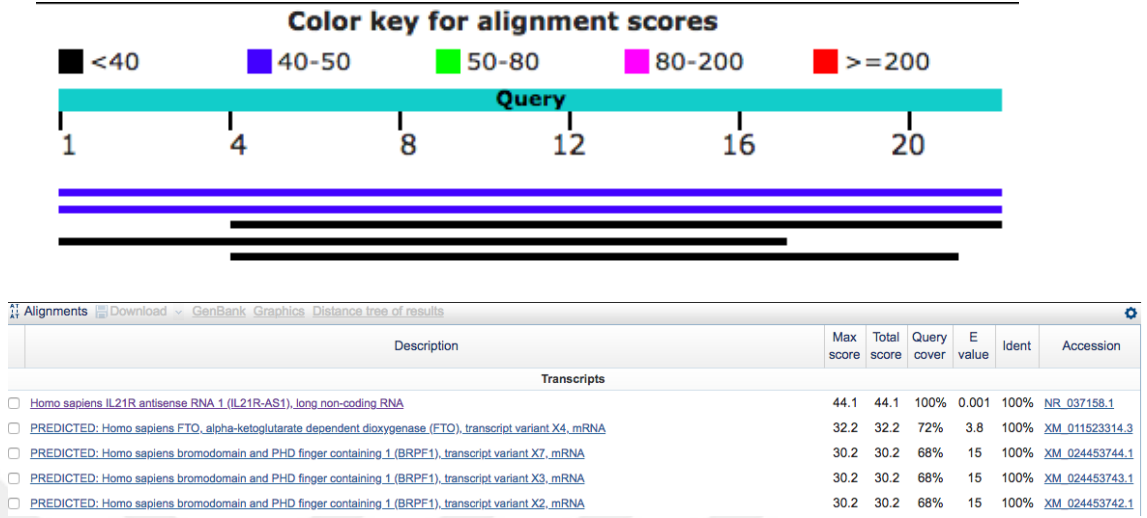 Color key for alignment scores
<40 40-50 50-80 80-200 >=200
Query
1 4 8 12 16 20
Alignments Download GenBank Graphics Distance tree of results
Description Max score Total score Query cover E value Ident Accession
Transcripts
Homo sapiens IL21R antisense RNA 1 (IL21R-AS1), long non-coding RNA 44.1 44.1 100% 0.001 100% NR_037158.1
PREDICTED: Homo sapiens FTO, alpha-ketoglutarate dependent dioxygenase (FTO), transcript variant X4, mRNA 32.2 32.2 72% 3.8 100% XM_011523314.3
PREDICTED: Homo sapiens bromodomain and PHD finger containing 1 (BRPF1), transcript variant X7, mRNA 30.2 30.2 68% 15 100% XM_024453744.1
PREDICTED: Homo sapiens bromodomain and PHD finger containing 1 (BRPF1), transcript variant X3, mRNA 30.2 30.2 68% 15 100% XM_024453743.1
PREDICTED: Homo sapiens bromodomain and PHD finger containing 1 (BRPF1), transcript variant X2, mRNA 30.2 30.2 68% 15 100% XM_024453742.1